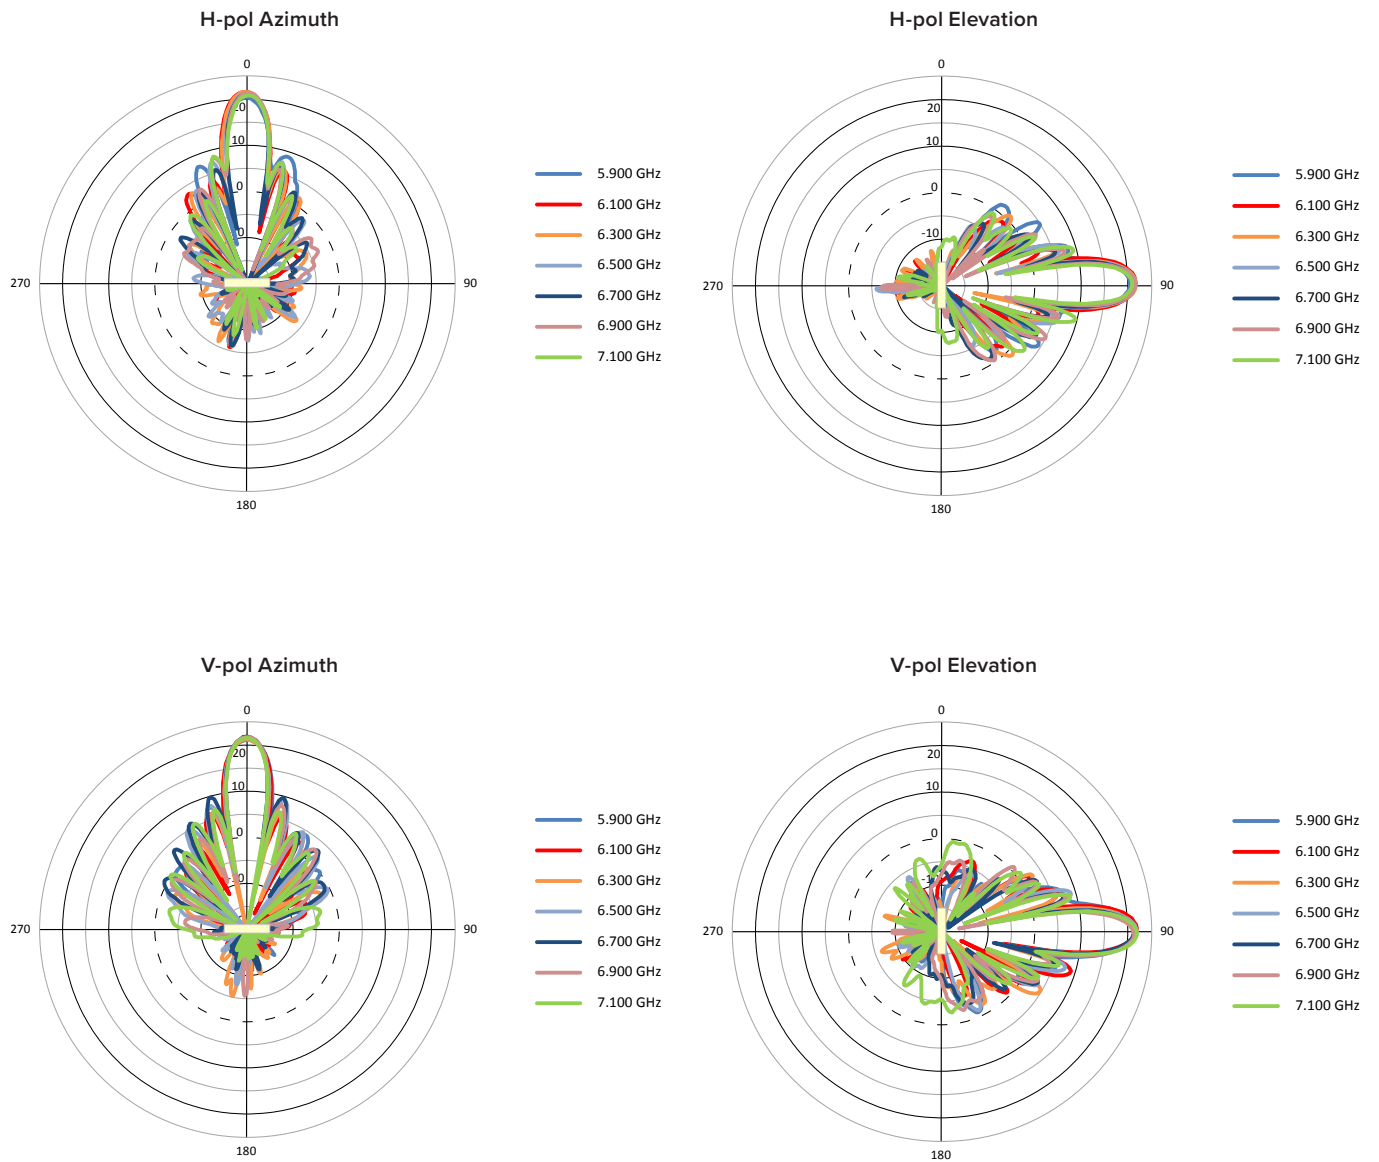 H-pol Azimuth
0
20
10
0
0
270
90
180
5.900 GHz
6.100 GHz
6.300 GHz
6.500 GHz
6.700 GHz
6.900 GHz
7.100 GHz
H-pol Elevation
0
20
10
0
-10
270
90
180
5.900 GHz
6.100 GHz
6.300 GHz
6.500 GHz
6.700 GHz
6.900 GHz
7.100 GHz
V-pol Azimuth
0
20
10
0
-10
270
90
180
5.900 GHz
6.100 GHz
6.300 GHz
6.500 GHz
6.700 GHz
6.900 GHz
7.100 GHz
V-pol Elevation
0
20
10
0
270
90
180
5.900 GHz
6.100 GHz
6.300 GHz
6.500 GHz
6.700 GHz
6.900 GHz
7.100 GHz